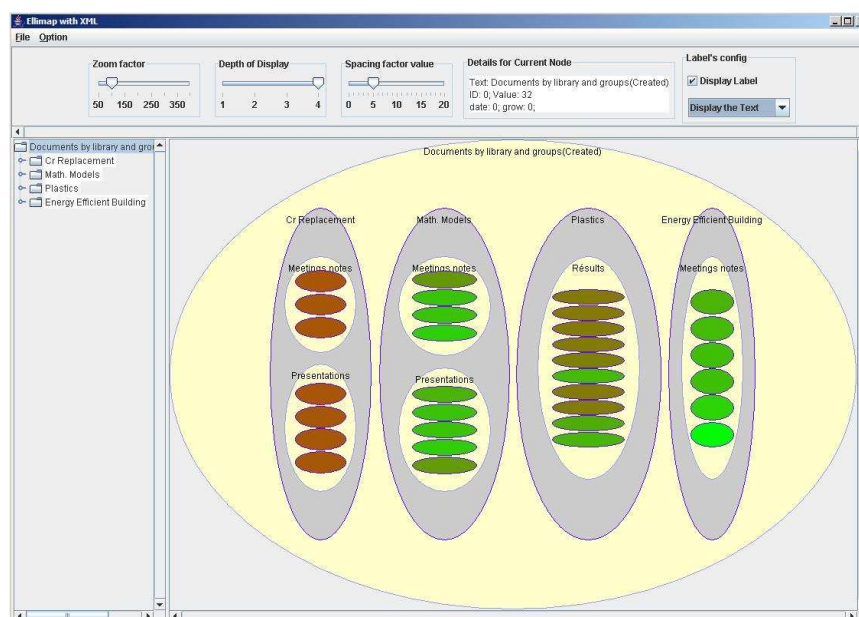 Ellimap with XML
File Option
Zoom factor
50 150 250 350
Depth of Display
1 2 3 4
Spacing factor value
0 5 10 15 20
Details for Current Node
Text: Documents by library and groups(Created)
ID: 0; Value: 32
date: 0; grow: 0;
Label's config
Display Label
Display the Text
Documents by library and grou
Cr Replacement
Math. Models
Plastics
Energy Efficient Building
Documents by library and groups(Created)
Cr Replacement
Math. Models
Plastics
Energy Efficient Building
Meetings notes
Meetings notes
Résults
Meetings notes
Presentations
Presentations